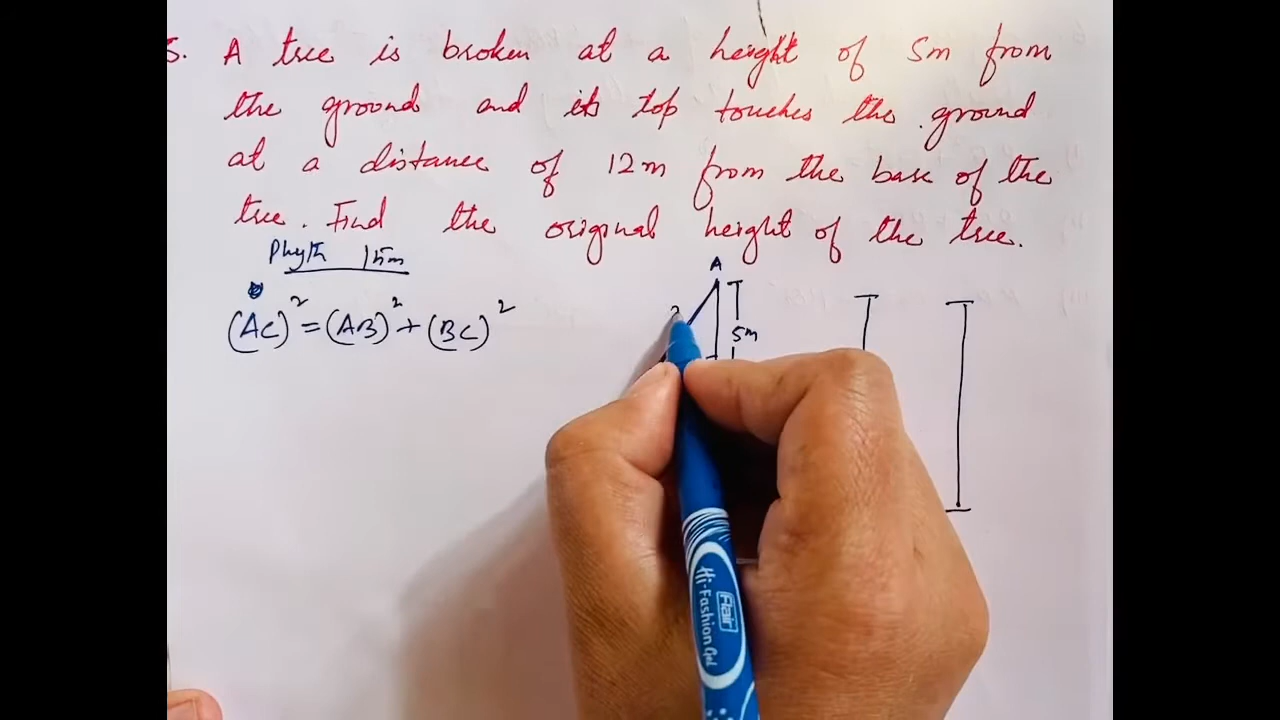 5. A tree is broken at a height of 5m from
the ground and its top touches the ground
at a distance of 12m from the base of the
tree. Find the original height of the tree.
Phyth
(AC)² = (AB)² + (BC)²
A
?
5m
Flair
Hi-Fashion Gel